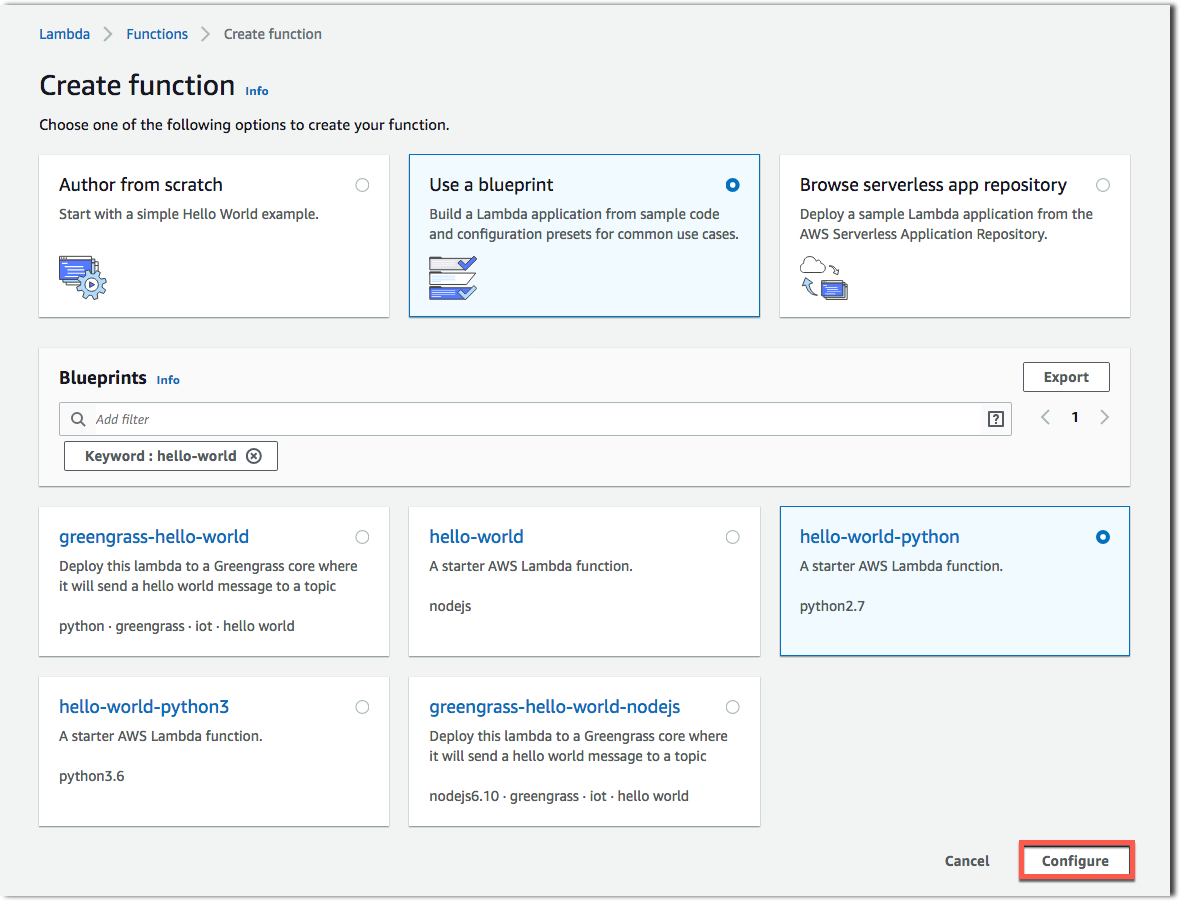 Lambda > Functions > Create function
Create function Info
Choose one of the following options to create your function.
Author from scratch
Start with a simple Hello World example.
Use a blueprint
Build a Lambda application from sample code
and configuration presets for common use cases.
Browse serverless app repository
Deploy a sample Lambda application from the
AWS Serverless Application Repository.
Blueprints Info
Export
Add filter
?
1
Keyword : hello-world
greengrass-hello-world
Deploy this lambda to a Greengrass core where
it will send a hello world message to a topic
python · greengrass · iot · hello world
hello-world
A starter AWS Lambda function.
nodejs
hello-world-python
A starter AWS Lambda function.
python2.7
hello-world-python3
A starter AWS Lambda function.
python3.6
greengrass-hello-world-nodejs
Deploy this lambda to a Greengrass core where
it will send a hello world message to a topic
nodejs6.10 · greengrass · iot · hello world
Cancel
Configure